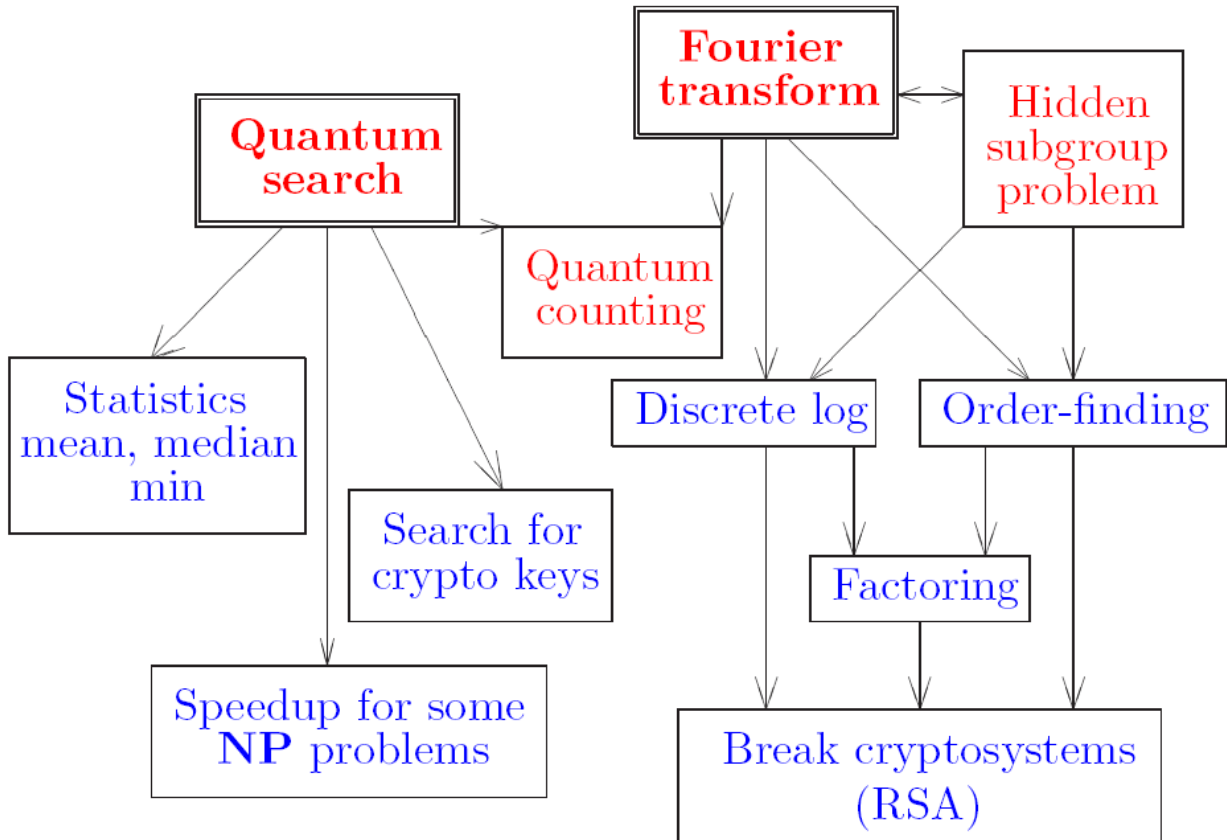 Fourier
transform
Hidden
subgroup
problem
Quantum
search
Quantum
counting
Statistics
mean, median
min
Discrete log
Order-finding
Search for
crypto keys
Factoring
Speedup for some
NP problems
Break cryptosystems
(RSA)